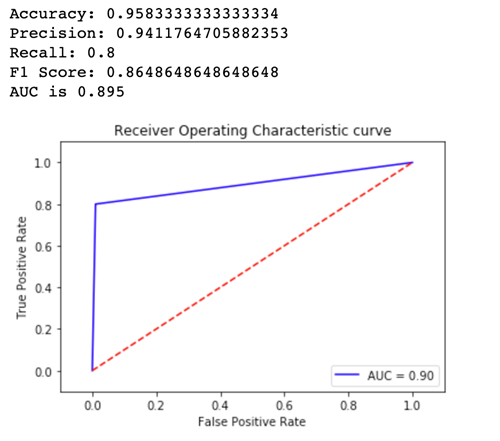 Accuracy: 0.9583333333333334
Precision: 0.9411764705882353
Recall: 0.8
F1 Score: 0.8648648648648648
AUC is 0.895
Receiver Operating Characteristic curve
1.0
0.8
0.6
0.4
0.2
0.0
True Positive Rate
AUC = 0.90
0.0 0.2 0.4 0.6 0.8 1.0
False Positive Rate